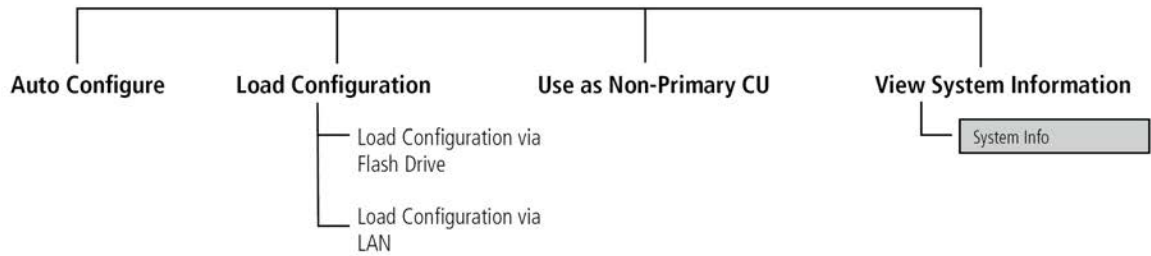 Auto Configure
Load Configuration
Use as Non-Primary CU
View System Information
Load Configuration via
Flash Drive
Load Configuration via
LAN
System Info